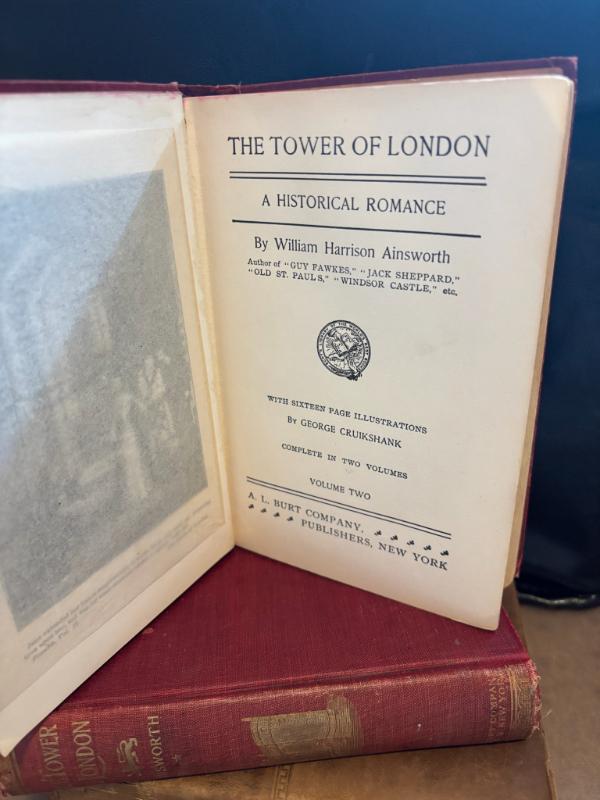 THE TOWER OF LONDON
A HISTORICAL ROMANCE
By William Harrison Ainsworth
Author of "GUY FAWKES," "JACK SHEPPARD,"
"OLD ST. PAULS," "WINDSOR CASTLE," etc.
WITH SIXTEEN PAGE ILLUSTRATIONS
By GEORGE CRUIKSHANK
COMPLETE IN TWO VOLUMES
VOLUME TWO
A. L. BURT COMPANY,
PUBLISHERS, NEW YORK
TOWER
LONDON
SWORTH